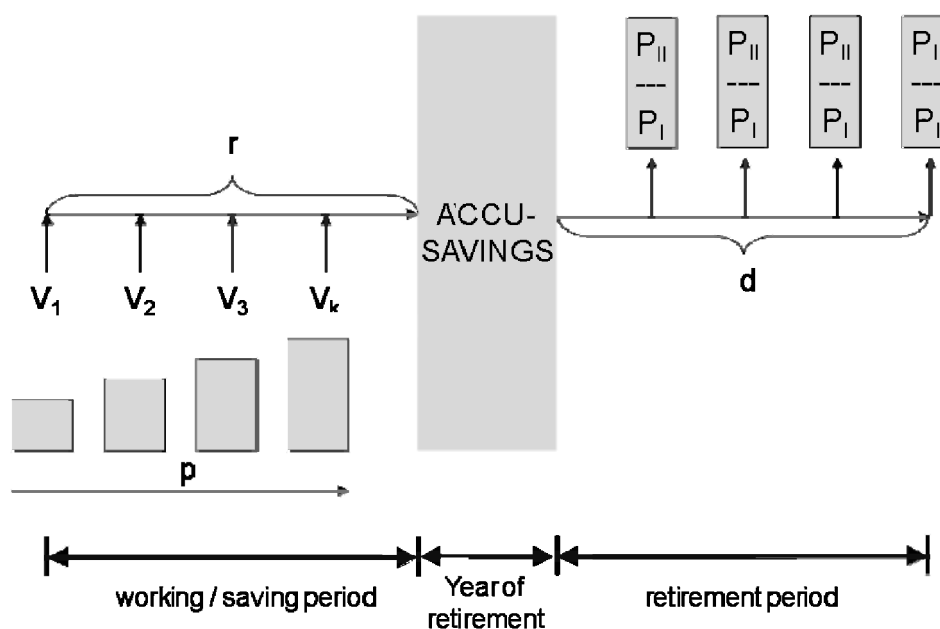 P_II P_II P_II P_I
--- --- --- ---
P_I P_I P_I P_I
r
ACCU-
SAVINGS
V_1 V_2 V_3 V_k
d
p
working / saving period
Year of
retirement
retirement period